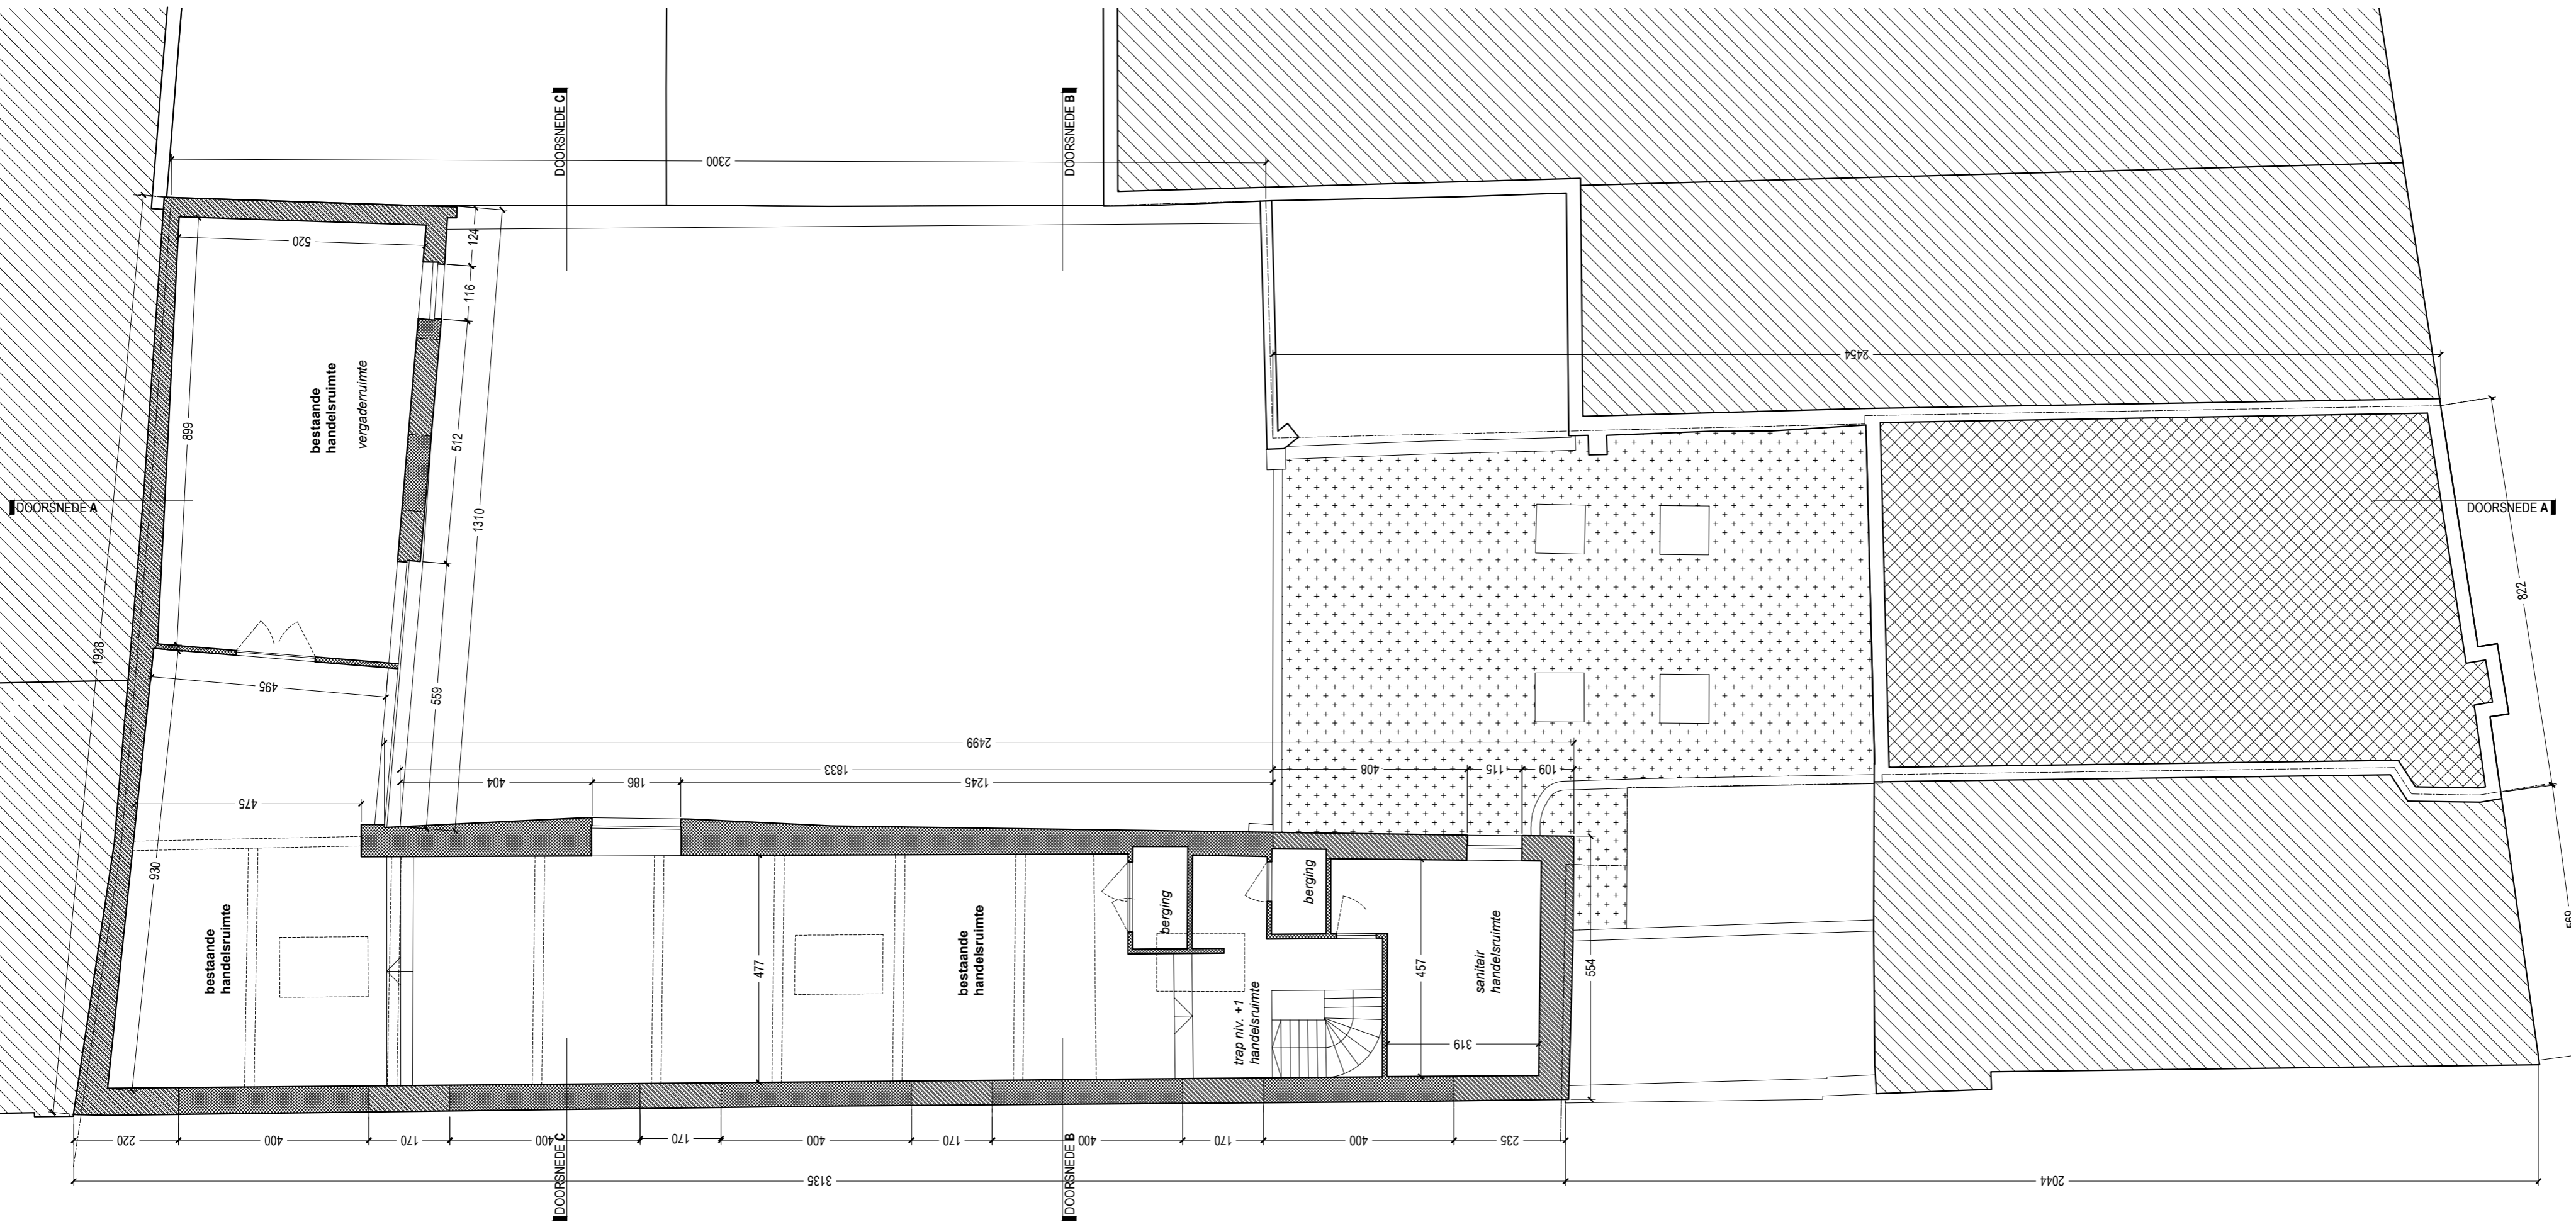 DOORSNEDE C
DOORSNEDE B
2300
520
124
116
899
bestaande
handelsruimte
vergaderruimte
512
1310
2454
DOORSNEDE A
DOORSNEDE A
822
1938
495
559
2499
1833
404
186
1245
408
115
109
475
930
bestaande
handelsruimte
477
bestaande
handelsruimte
berging
berging
457
sanitair
handelsruimte
554
569
trap niv. +1
handelsruimte
319
220
400
170
400
170
400
170
400
170
400
235
DOORSNEDE C
DOORSNEDE B
3135
2044